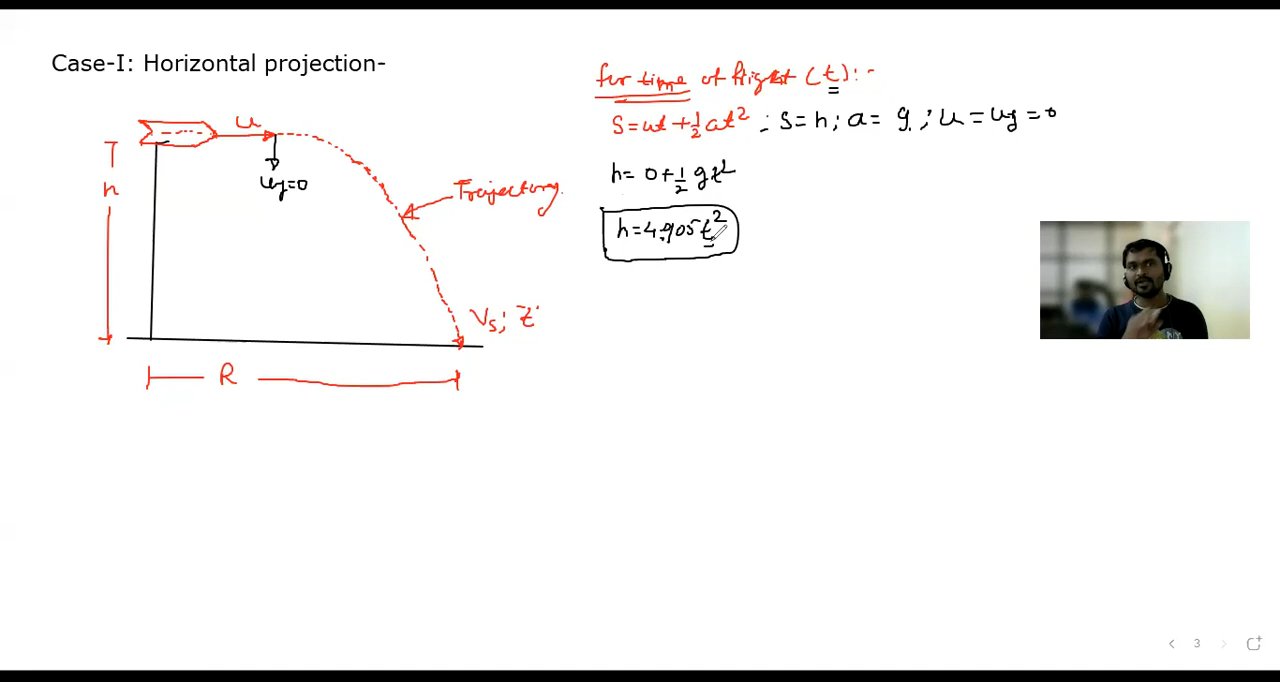 Case-I: Horizontal projection-
for time of flight (t):-
S=ut+½at² ; S=h; a= g; u=uy=0
h= 0+½gt²
h=4.905t²
u
uy=0
h
Trajectory.
R
3